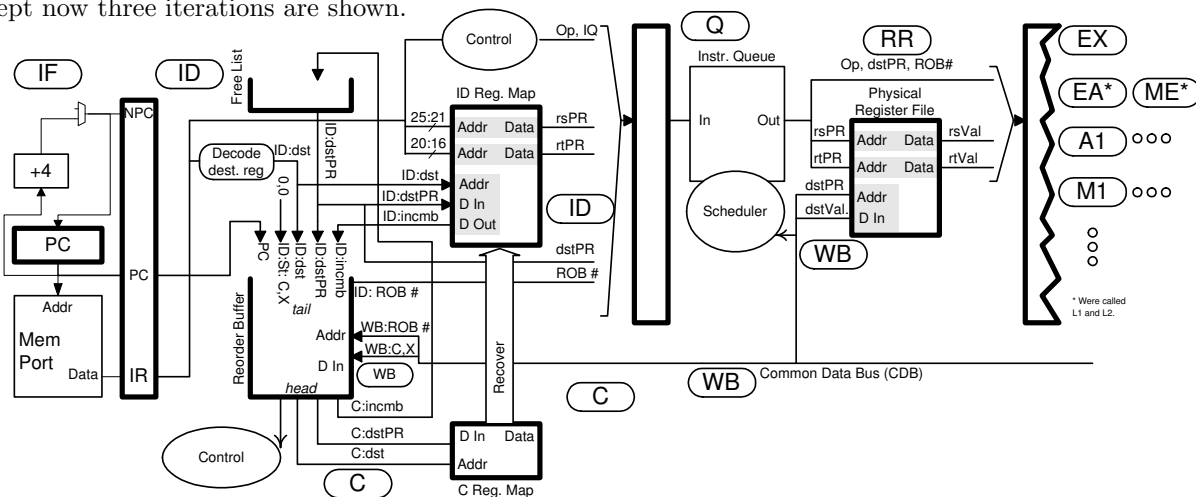 ept now three iterations are shown.
IF
ID
Free List
Control
Op, IQ
Q
RR
EX
Instr. Queue
Op, dstPR, ROB#
EA*
ME*
NPC
ID:dstPR
ID Reg. Map
25:21
Addr
Data
rsPR
20:16
Addr
Data
rtPR
In
Out
Physical
Register File
rsPR
Addr
Data
rsVal
rtPR
Addr
Data
rtVal
A1
+4
Decode
dest. reg
ID:dst
0,0
ID:dst
Addr
ID:dstPR
D In
ID:incmb
D Out
ID
Scheduler
dstPR
Addr
dstVal.
D In
M1
PC
PC
ID:St: C,X
ID:dst
ID:dstPR
ID:incmb
dstPR
WB
PC
tail
ID: ROB #
ROB #
Addr
Mem
Port
Data
IR
Reorder Buffer
Addr
WB:ROB #
D In
WB:C,X
WB
Recover
* Were called
L1 and L2.
WB
Common Data Bus (CDB)
head
C:incmb
C
Control
C:dstPR
D In
Data
C:dst
Addr
C
C Reg. Map